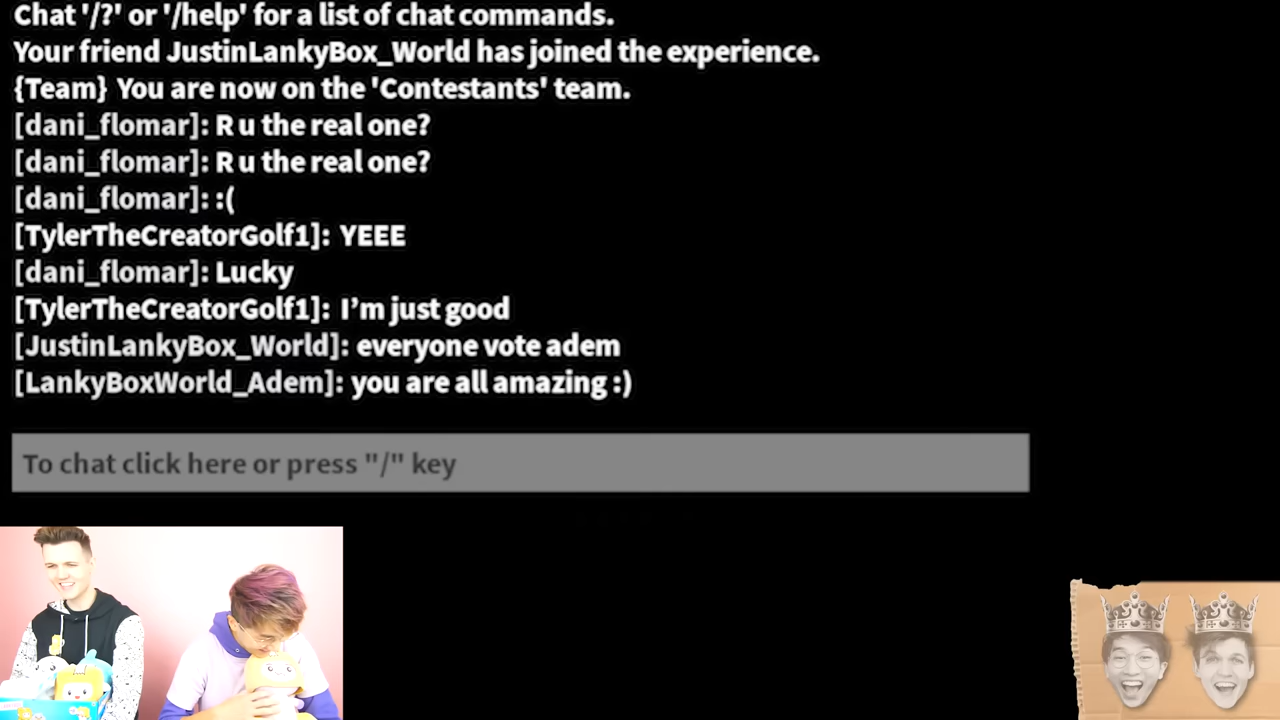 Chat '/?' or '/help' for a list of chat commands.
Your friend JustinLankyBox_World has joined the experience.
{Team} You are now on the 'Contestants' team.
[dani_flomar]: R u the real one?
[dani_flomar]: R u the real one?
[dani_flomar]: :(
[TylerTheCreatorGolf1]: YEEE
[dani_flomar]: Lucky
[TylerTheCreatorGolf1]: I’m just good
[JustinLankyBox_World]: everyone vote adem
[LankyBoxWorld_Adem]: you are all amazing :)
To chat click here or press "/" key